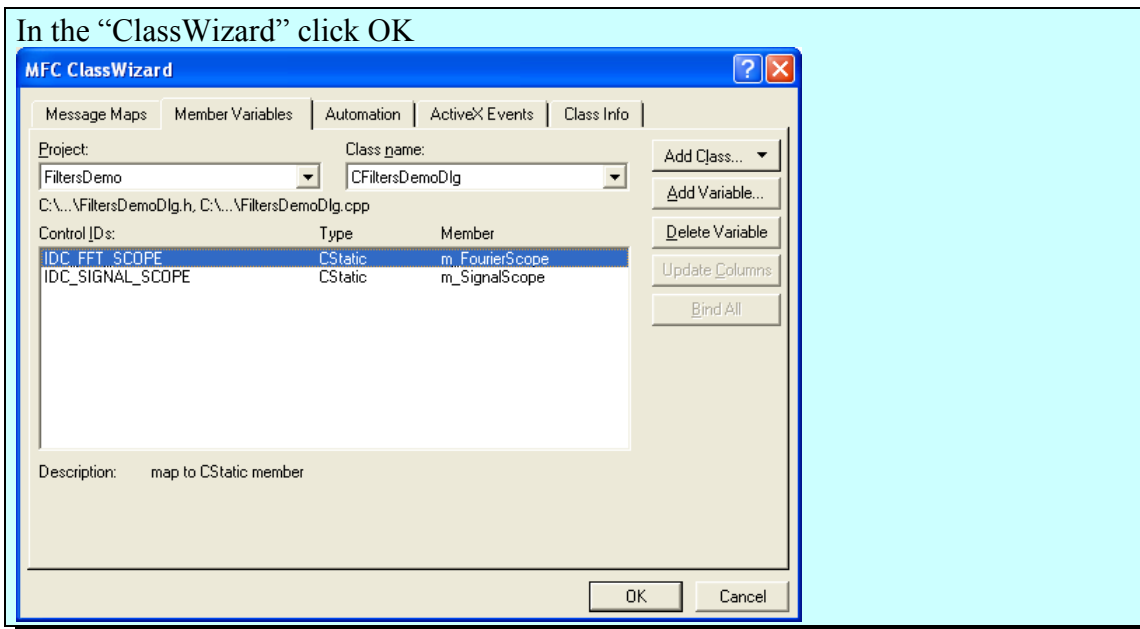 In the “ClassWizard” click OK
MFC ClassWizard
Message Maps Member Variables Automation ActiveX Events Class Info
Project: Class name:
Add Class...
FiltersDemo CFiltersDemoDlg
Add Variable...
C:\...\FiltersDemoDlg.h, C:\...\FiltersDemoDlg.cpp
Control IDs: Type Member
Delete Variable
IDC_FFT_SCOPE CStatic m_FourierScope
IDC_SIGNAL_SCOPE CStatic m_SignalScope
Update Columns
Bind All
Description: map to CStatic member
OK Cancel